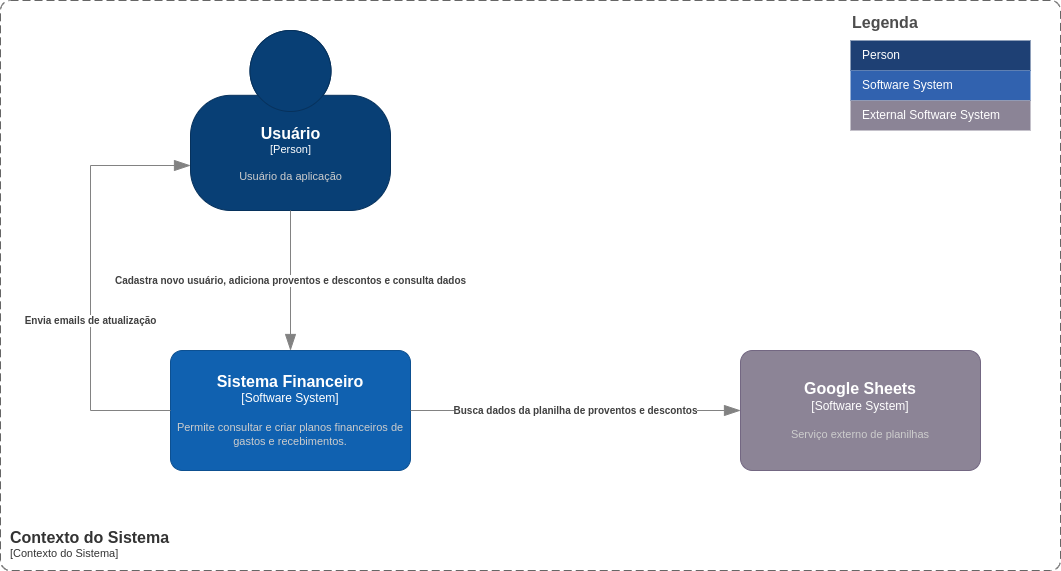 Legenda
Person
Software System
External Software System
Usuário
[Person]
Usuário da aplicação
Cadastra novo usuário, adiciona proventos e descontos e consulta dados
Envia emails de atualização
Sistema Financeiro
[Software System]
Permite consultar e criar planos financeiros de
gastos e recebimentos.
Busca dados da planilha de proventos e descontos
Google Sheets
[Software System]
Serviço externo de planilhas
Contexto do Sistema
[Contexto do Sistema]